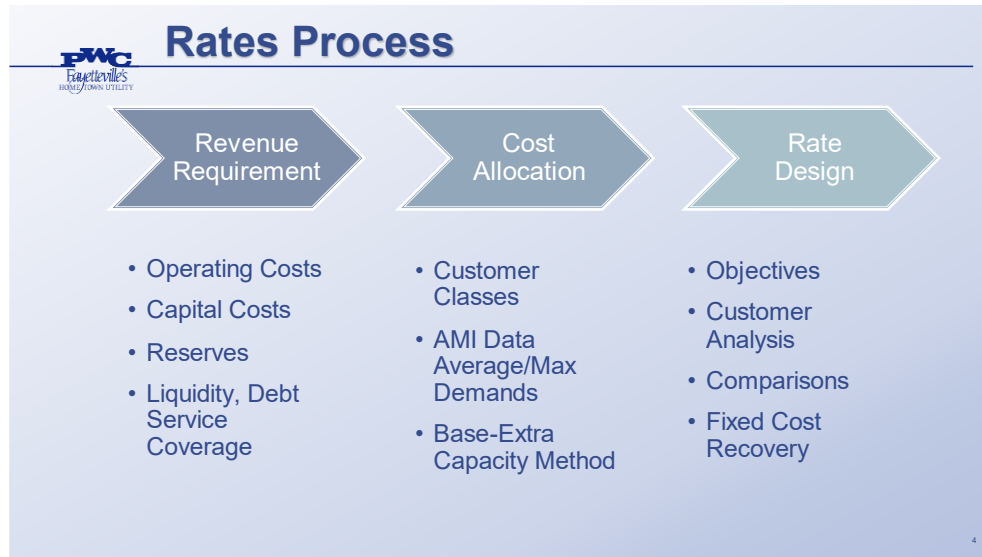 Rates Process
PWC
Fayetteville's
HOME TOWN UTILITY
Revenue
Requirement
• Operating Costs
• Capital Costs
• Reserves
• Liquidity, Debt
Service
Coverage
Cost
Allocation
• Customer
Classes
• AMI Data
Average/Max
Demands
• Base-Extra
Capacity Method
Rate
Design
• Objectives
• Customer
Analysis
• Comparisons
• Fixed Cost
Recovery
4